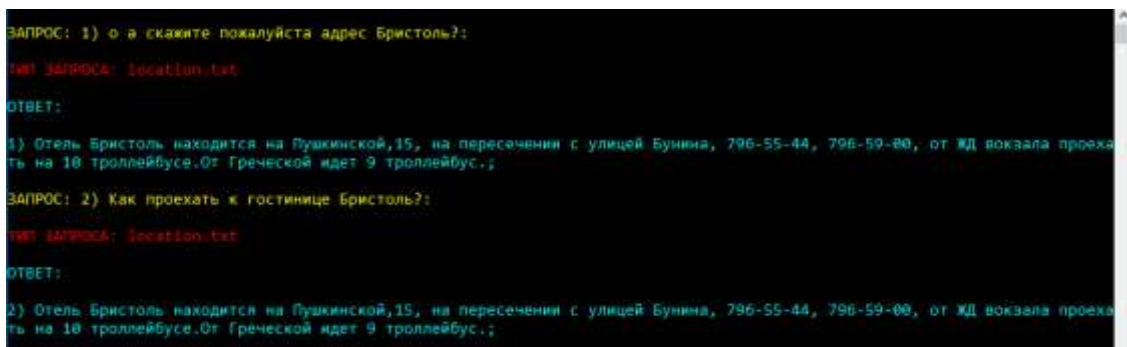 ЗАПРОС: 1) о а скажите пожалуйста адрес Бристоль?:
ТИП ЗАПРОСА: location.txt
ОТВЕТ:
1) Отель Бристоль находится на Пушкинской,15, на пересечении с улицей Бунина, 796-55-44, 796-59-00, от ЖД вокзала проеха
ть на 10 троллейбусе.От Греческой идет 9 троллейбус.;
ЗАПРОС: 2) Как проехать к гостинице Бристоль?:
ТИП ЗАПРОСА: location.txt
ОТВЕТ:
2) Отель Бристоль находится на Пушкинской,15, на пересечении с улицей Бунина, 796-55-44, 796-59-00, от ЖД вокзала проеха
ть на 10 троллейбусе.От Греческой идет 9 троллейбус.;